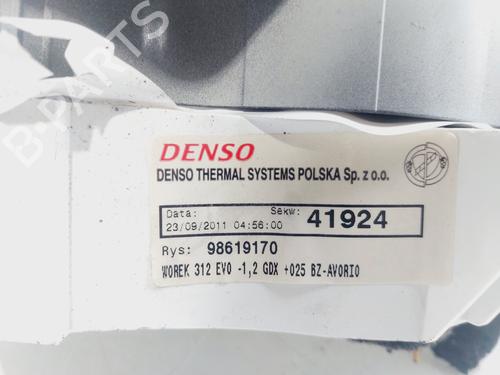 B-PARTS
DENSO
DENSO THERMAL SYSTEMS POLSKA Sp. z o.o.
Data: Sekw: 41924
23/09/2011 04:56:00
Rys: 98619170
WOREK 312 EVO -1,2 GDX +025 BZ-AVORIO